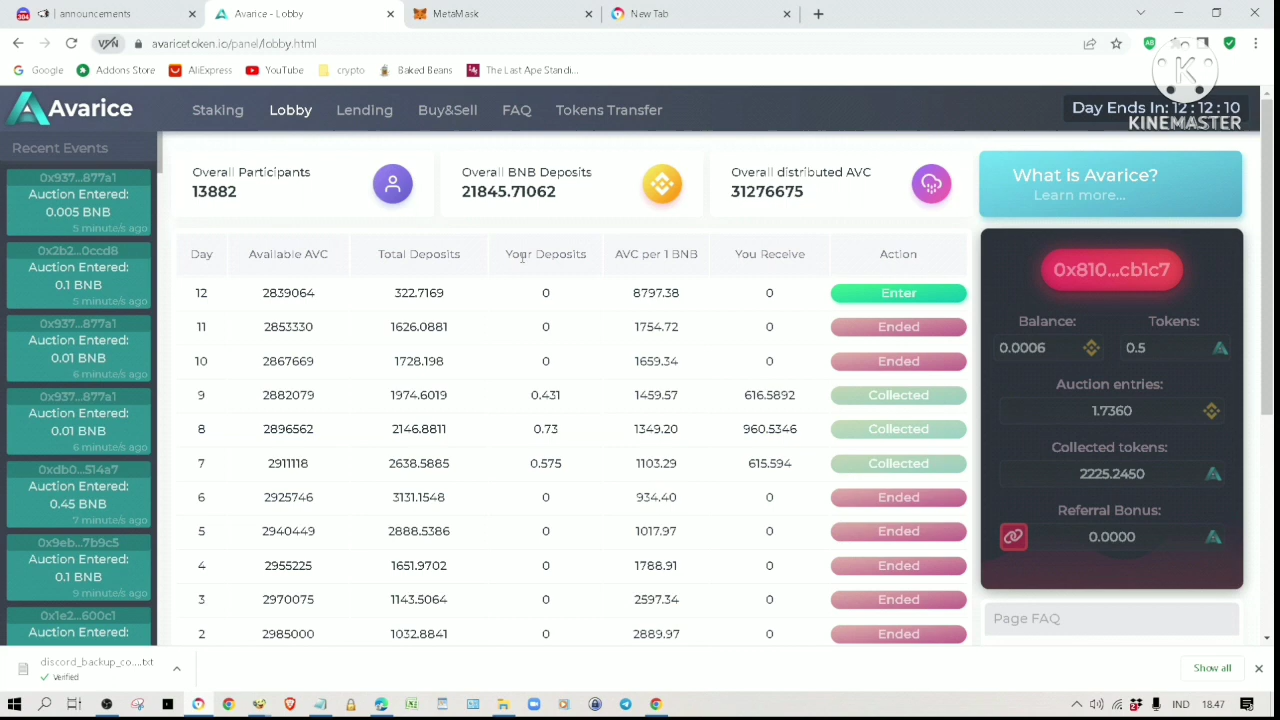 announcements
Avarice - Lobby
MetaMask
New Tab
VPN
avaricetoken.io/panel/lobby.html
Google
Addons Store
AliExpress
YouTube
crypto
Baked Beans
The Last Ape Standi...
K
KINEMASTER
Avarice
Staking
Lobby
Lending
Buy&Sell
FAQ
Tokens Transfer
Day Ends In: 12:12:10
Recent Events
0x937...877a1
Auction Entered:
0.005 BNB
5 minute/s ago
0x2b2...0ccd8
Auction Entered:
0.1 BNB
5 minute/s ago
0x937...877a1
Auction Entered:
0.01 BNB
6 minute/s ago
0x937...877a1
Auction Entered:
0.01 BNB
6 minute/s ago
0xdb0...514a7
Auction Entered:
0.45 BNB
7 minute/s ago
0x9eb...7b9c5
Auction Entered:
0.1 BNB
9 minute/s ago
0x1e2...600c1
Auction Entered:
Overall Participants
13882
Overall BNB Deposits
21845.71062
Overall distributed AVC
31276675
Day Available AVC Total Deposits Your Deposits AVC per 1 BNB You Receive Action
12 2839064 322.7169 0 8797.38 0 Enter
11 2853330 1626.0881 0 1754.72 0 Ended
10 2867669 1728.198 0 1659.34 0 Ended
9 2882079 1974.6019 0.431 1459.57 616.5892 Collected
8 2896562 2146.8811 0.73 1349.20 960.5346 Collected
7 2911118 2638.5885 0.575 1103.29 615.594 Collected
6 2925746 3131.1548 0 934.40 0 Ended
5 2940449 2888.5386 0 1017.97 0 Ended
4 2955225 1651.9702 0 1788.91 0 Ended
3 2970075 1143.5064 0 2597.34 0 Ended
2 2985000 1032.8841 0 2889.97 0 Ended
What is Avarice?
Learn more...
0x810...cb1c7
Balance: Tokens:
0.0006 0.5
Auction entries:
1.7360
Collected tokens:
2225.2450
Referral Bonus:
0.0000
Page FAQ
discord_backup_co....txt
Verified
Show all
IND 18.47